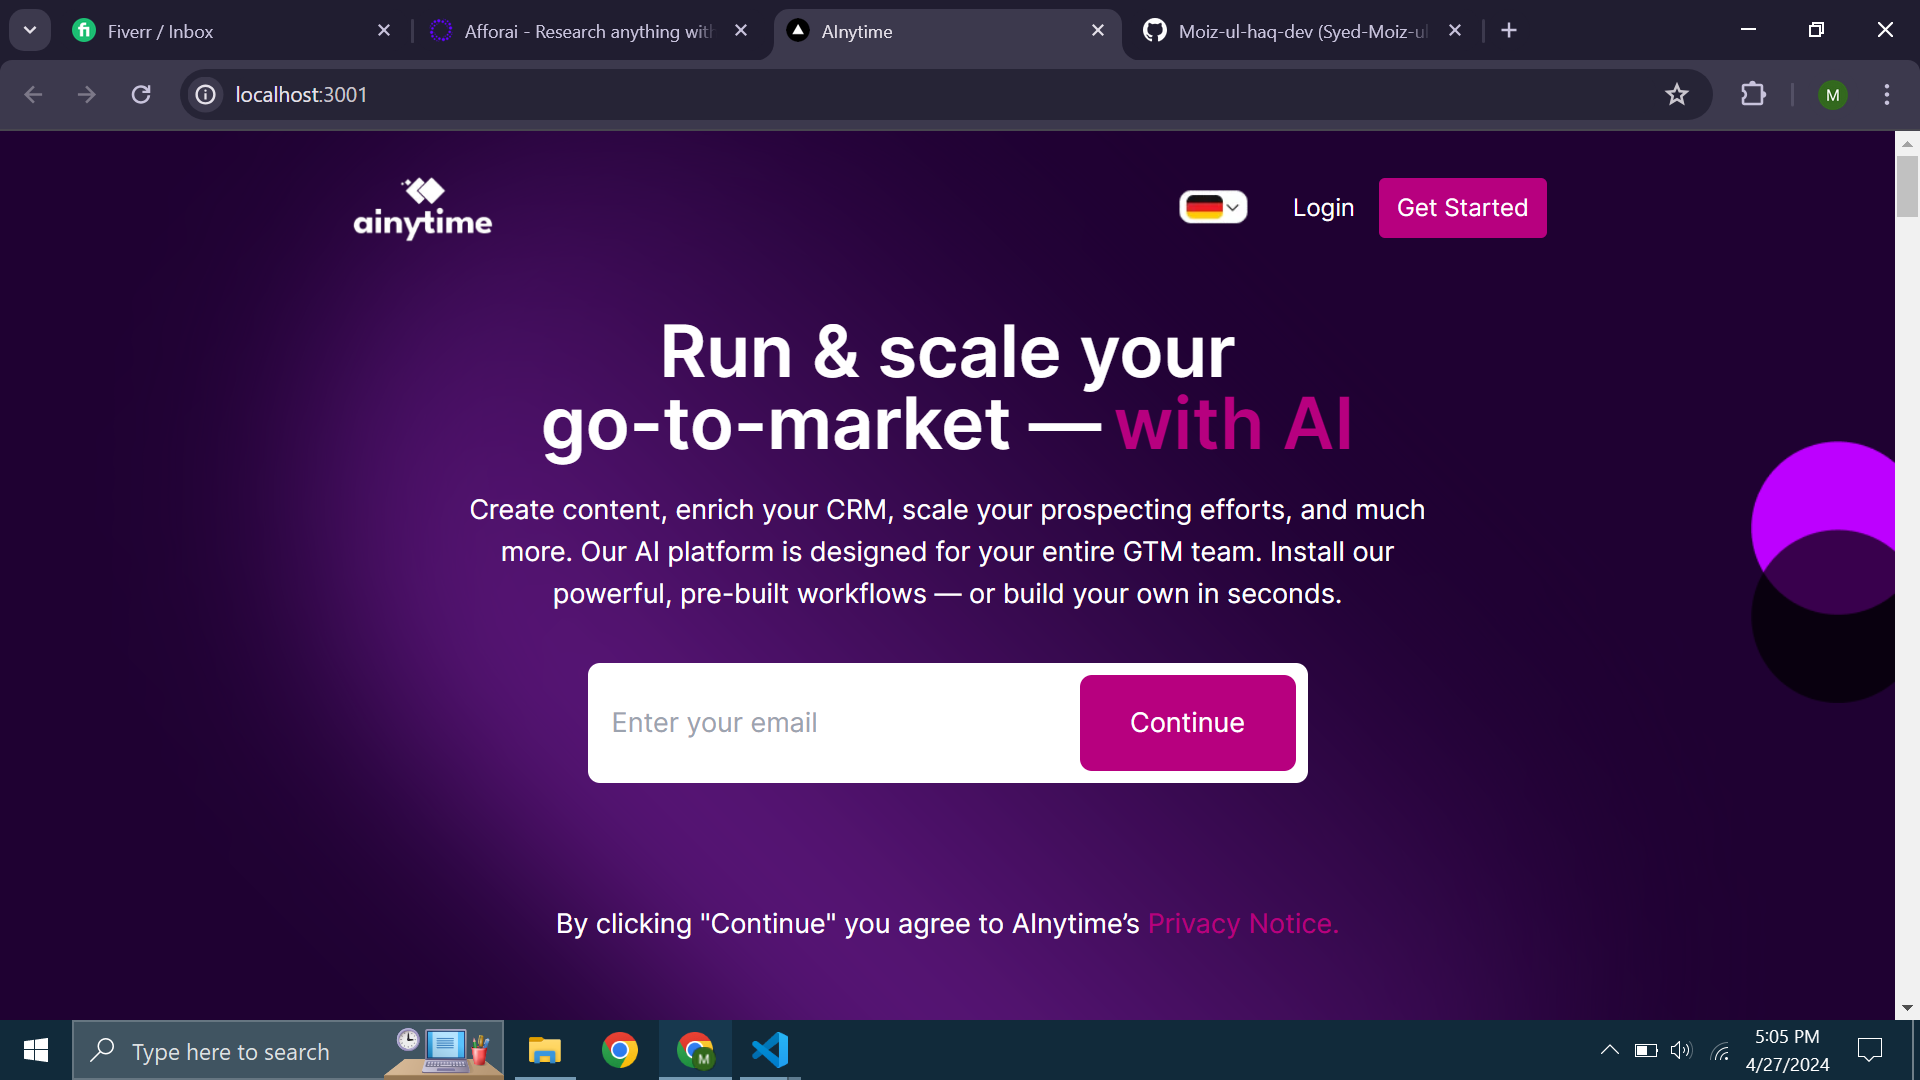 Fiverr / Inbox
Afforai - Research anything with
AInytime
Moiz-ul-haq-dev (Syed-Moiz-ul
localhost:3001
M
ainytime
Login
Get Started
Run & scale your
go-to-market — with AI
Create content, enrich your CRM, scale your prospecting efforts, and much
more. Our AI platform is designed for your entire GTM team. Install our
powerful, pre-built workflows — or build your own in seconds.
Enter your email
Continue
By clicking "Continue" you agree to AInytime’s Privacy Notice.
Type here to search
M
5:05 PM
4/27/2024